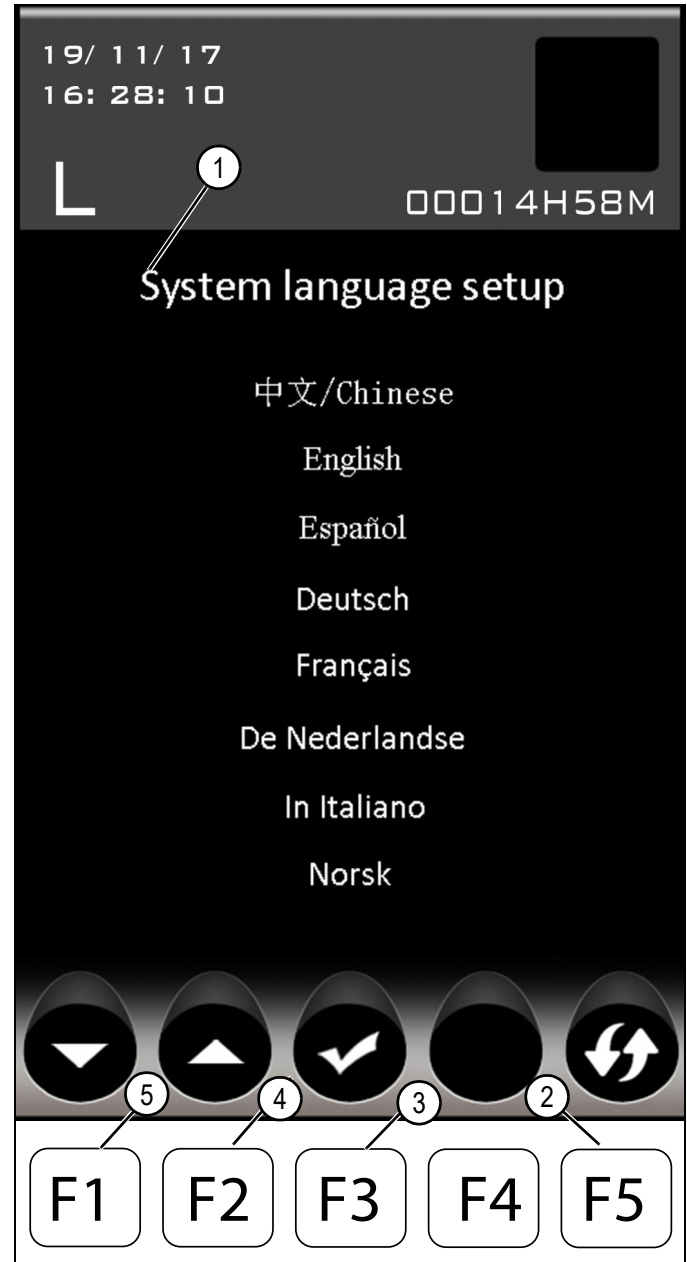 19/11/17
16:28:10
1
L
00014H58M
System language setup
中文/Chinese
English
Español
Deutsch
Français
De Nederlandse
In Italiano
Norsk
5
4
3
2
F1
F2
F3
F4
F5